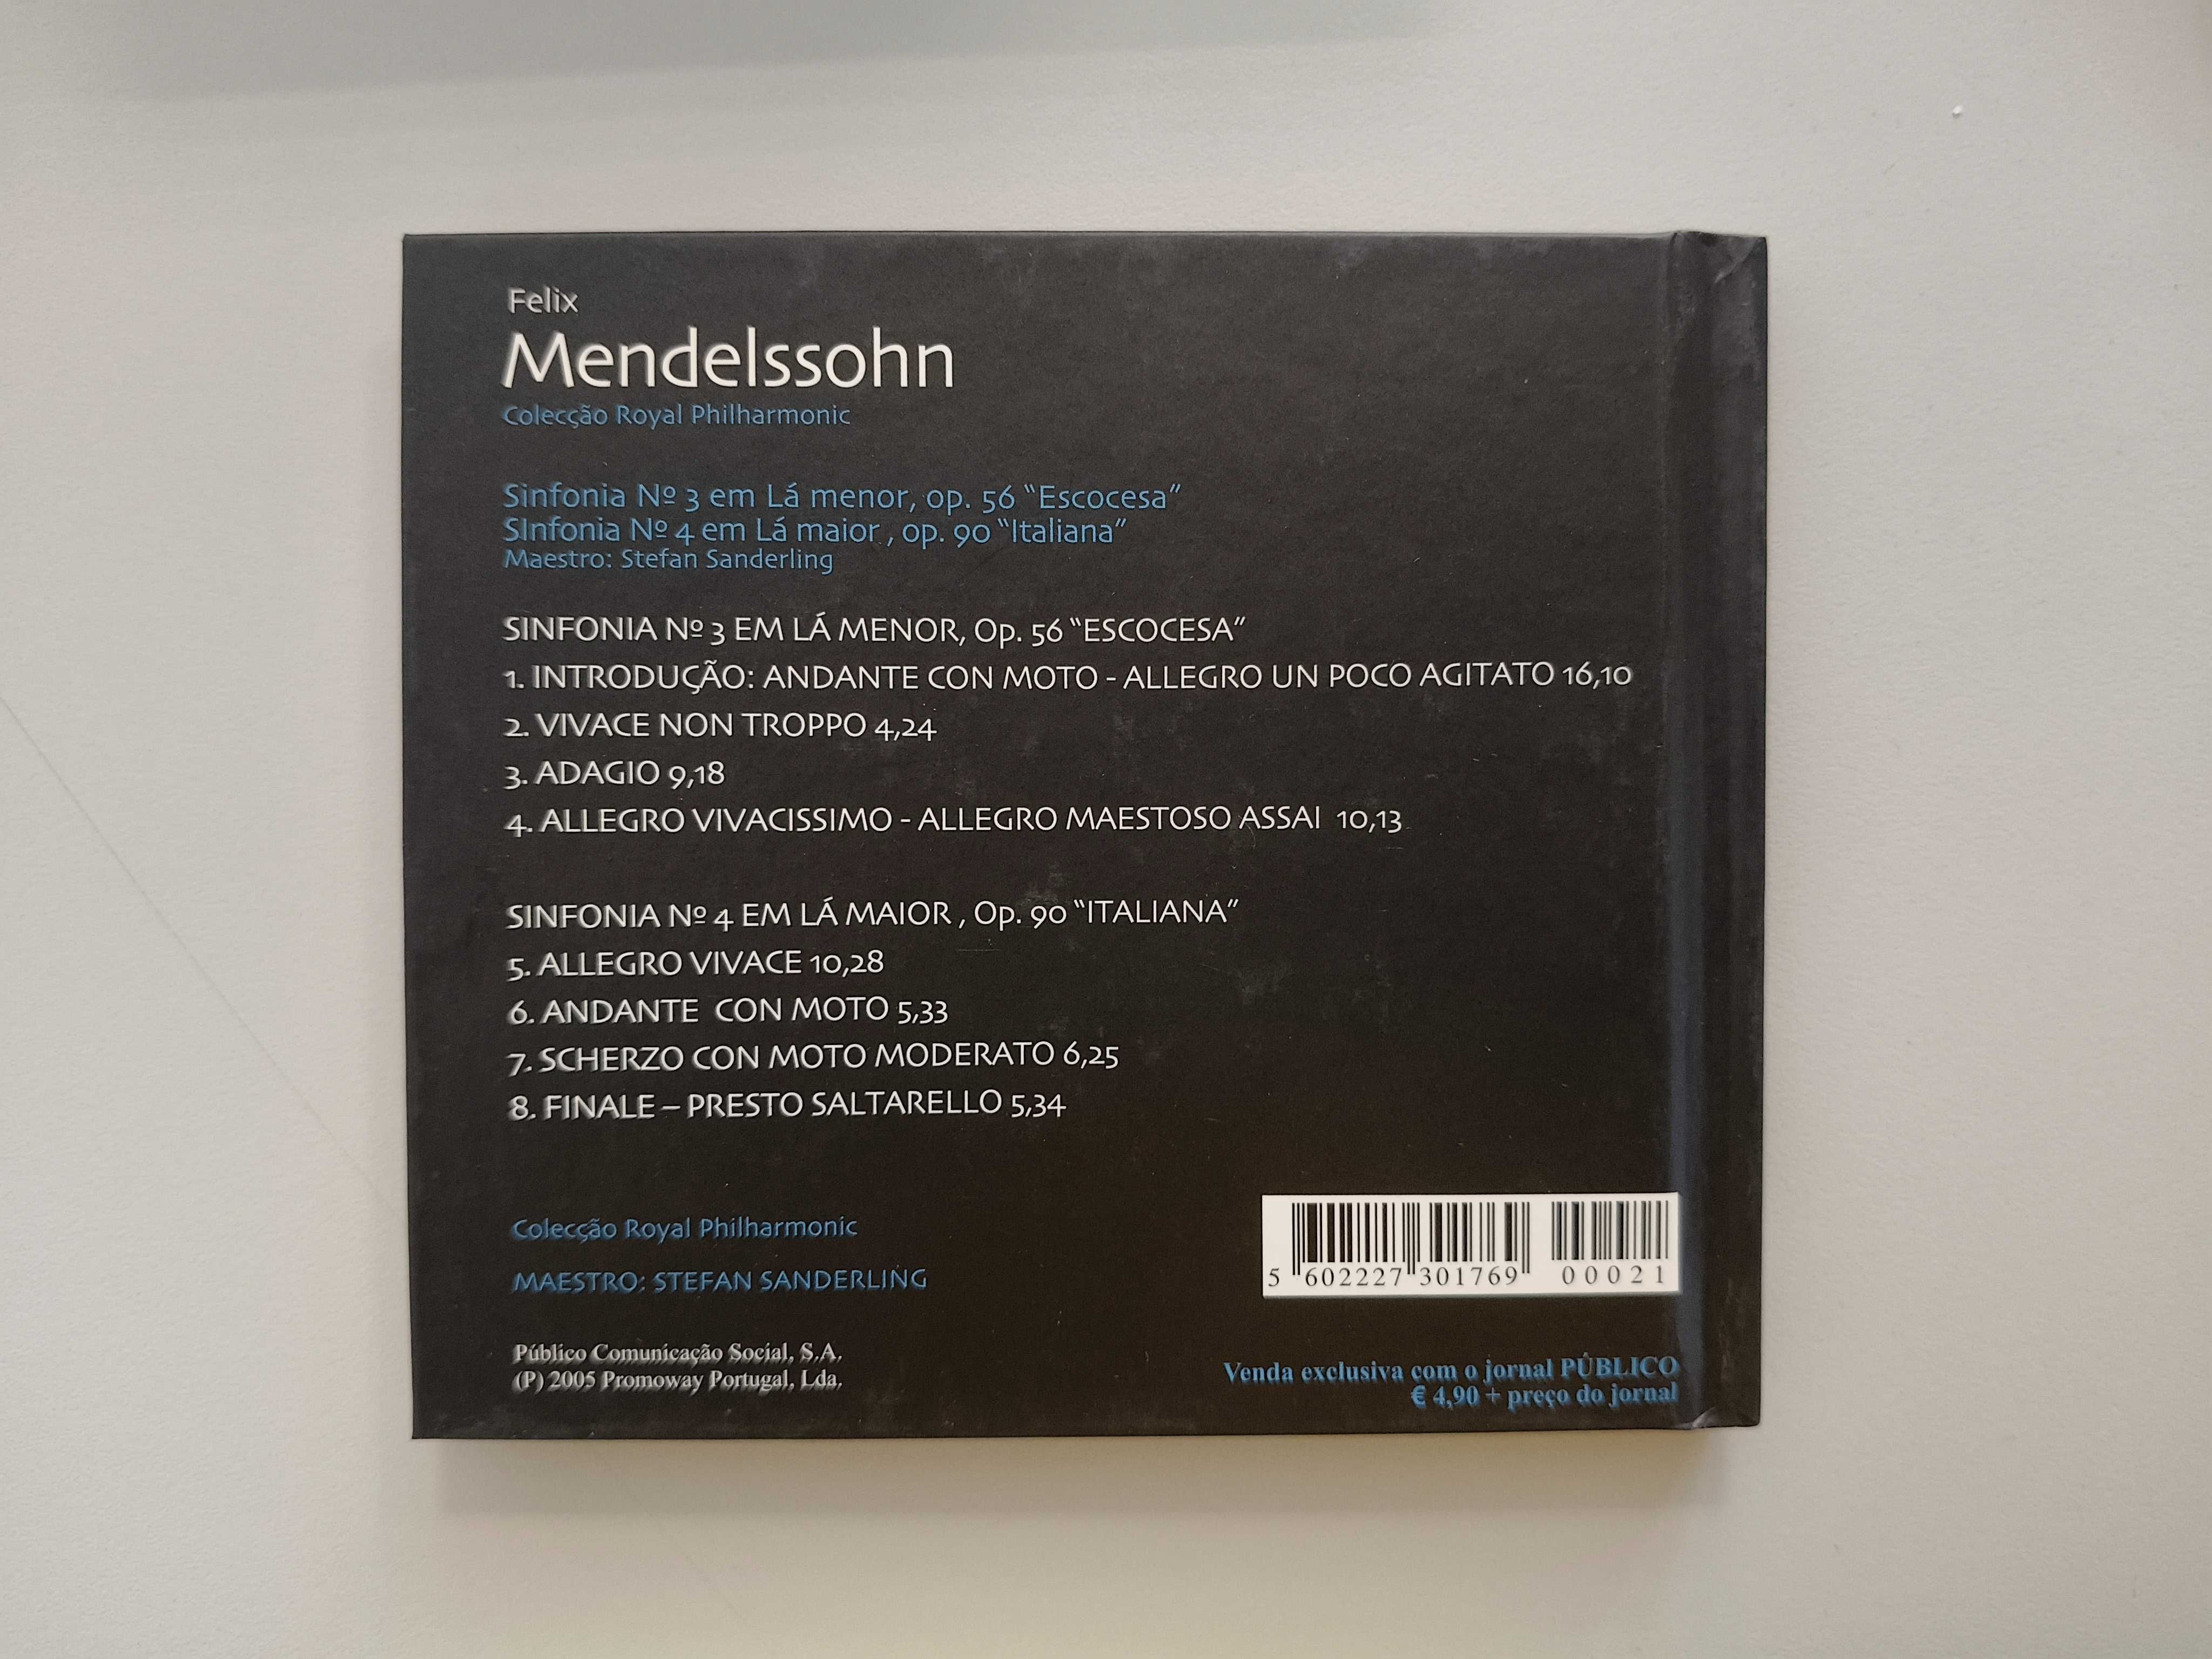 Felix
Mendelssohn
Colecção Royal Philharmonic
Sinfonia Nº 3 em Lá menor, op. 56 “Escocesa”
SInfonia Nº 4 em Lá maior , op. 90 “Italiana”
Maestro: Stefan Sanderling
SINFONIA Nº 3 EM LÁ MENOR, Op. 56 “ESCOCESA”
1. INTRODUÇÃO: ANDANTE CON MOTO - ALLEGRO UN POCO AGITATO 16,10
2. VIVACE NON TROPPO 4,24
3. ADAGIO 9,18
4. ALLEGRO VIVACISSIMO - ALLEGRO MAESTOSO ASSAI 10,13
SINFONIA Nº 4 EM LÁ MAIOR , Op. 90 “ITALIANA”
5. ALLEGRO VIVACE 10,28
6. ANDANTE CON MOTO 5,33
7. SCHERZO CON MOTO MODERATO 6,25
8. FINALE – PRESTO SALTARELLO 5,34
Colecção Royal Philharmonic
MAESTRO: STEFAN SANDERLING
5 602227 301769 00021
Público Comunicação Social, S.A.
(P) 2005 Promoway Portugal, Lda.
Venda exclusiva com o jornal PÚBLICO
€ 4,90 + preço do jornal